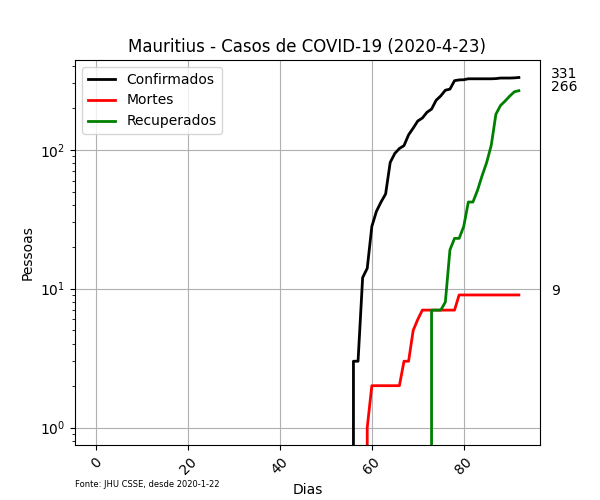 Mauritius - Casos de COVID-19 (2020-4-23)
Confirmados
Mortes
Recuperados
331
266
9
Pessoas
10²
10¹
10⁰
0
20
40
60
80
Dias
Fonte: JHU CSSE, desde 2020-1-22